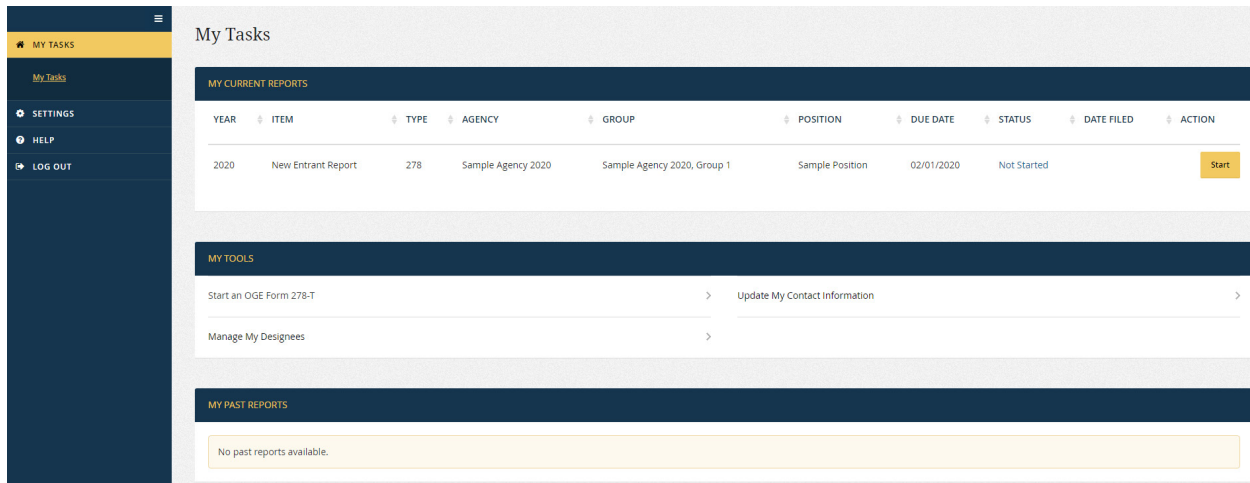 MY TASKS
My Tasks
SETTINGS
HELP
LOG OUT
My Tasks
MY CURRENT REPORTS
YEAR ITEM TYPE AGENCY GROUP POSITION DUE DATE STATUS DATE FILED ACTION
2020 New Entrant Report 278 Sample Agency 2020 Sample Agency 2020, Group 1 Sample Position 02/01/2020 Not Started Start
MY TOOLS
Start an OGE Form 278-T Update My Contact Information
Manage My Designees
MY PAST REPORTS
No past reports available.